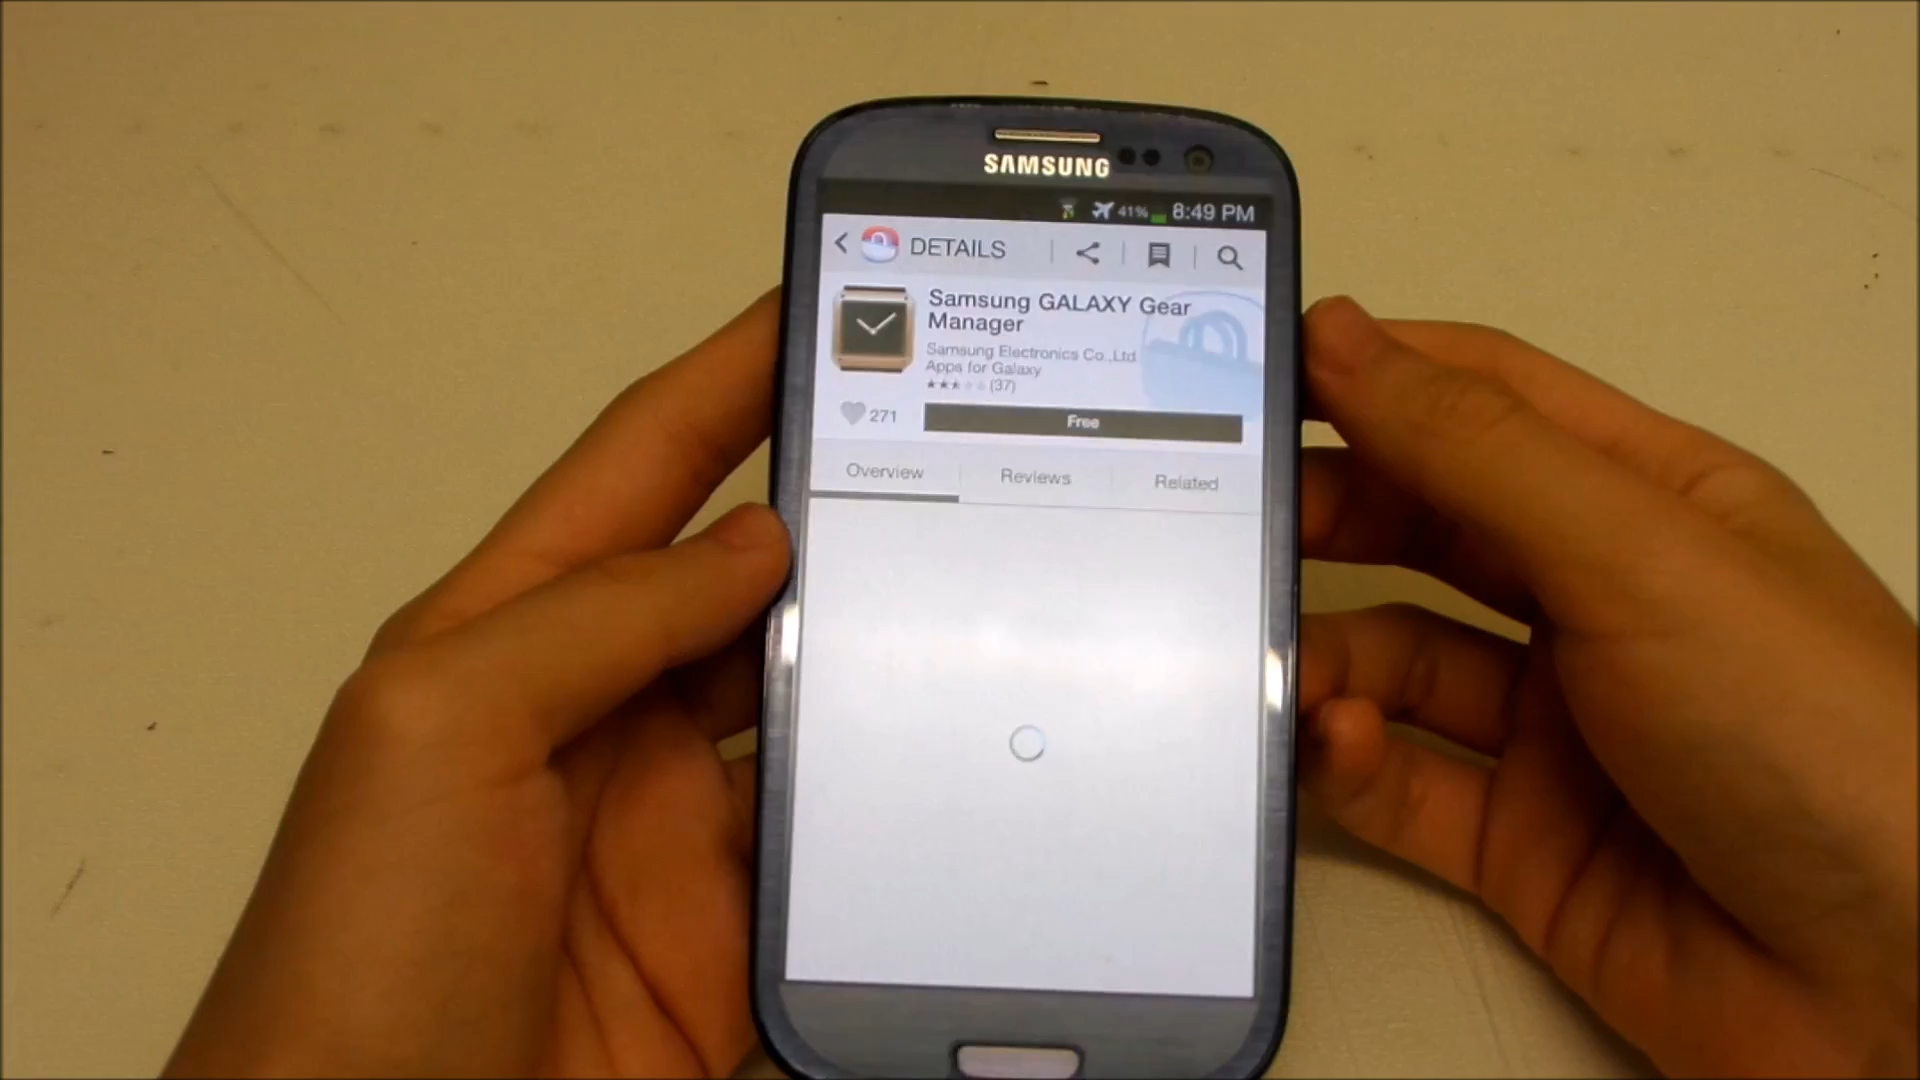 SAMSUNG
41% 8:49 PM
DETAILS
Samsung GALAXY Gear
Manager
Samsung Electronics Co.,Ltd
Apps for Galaxy
(37)
271
Free
Overview Reviews Related